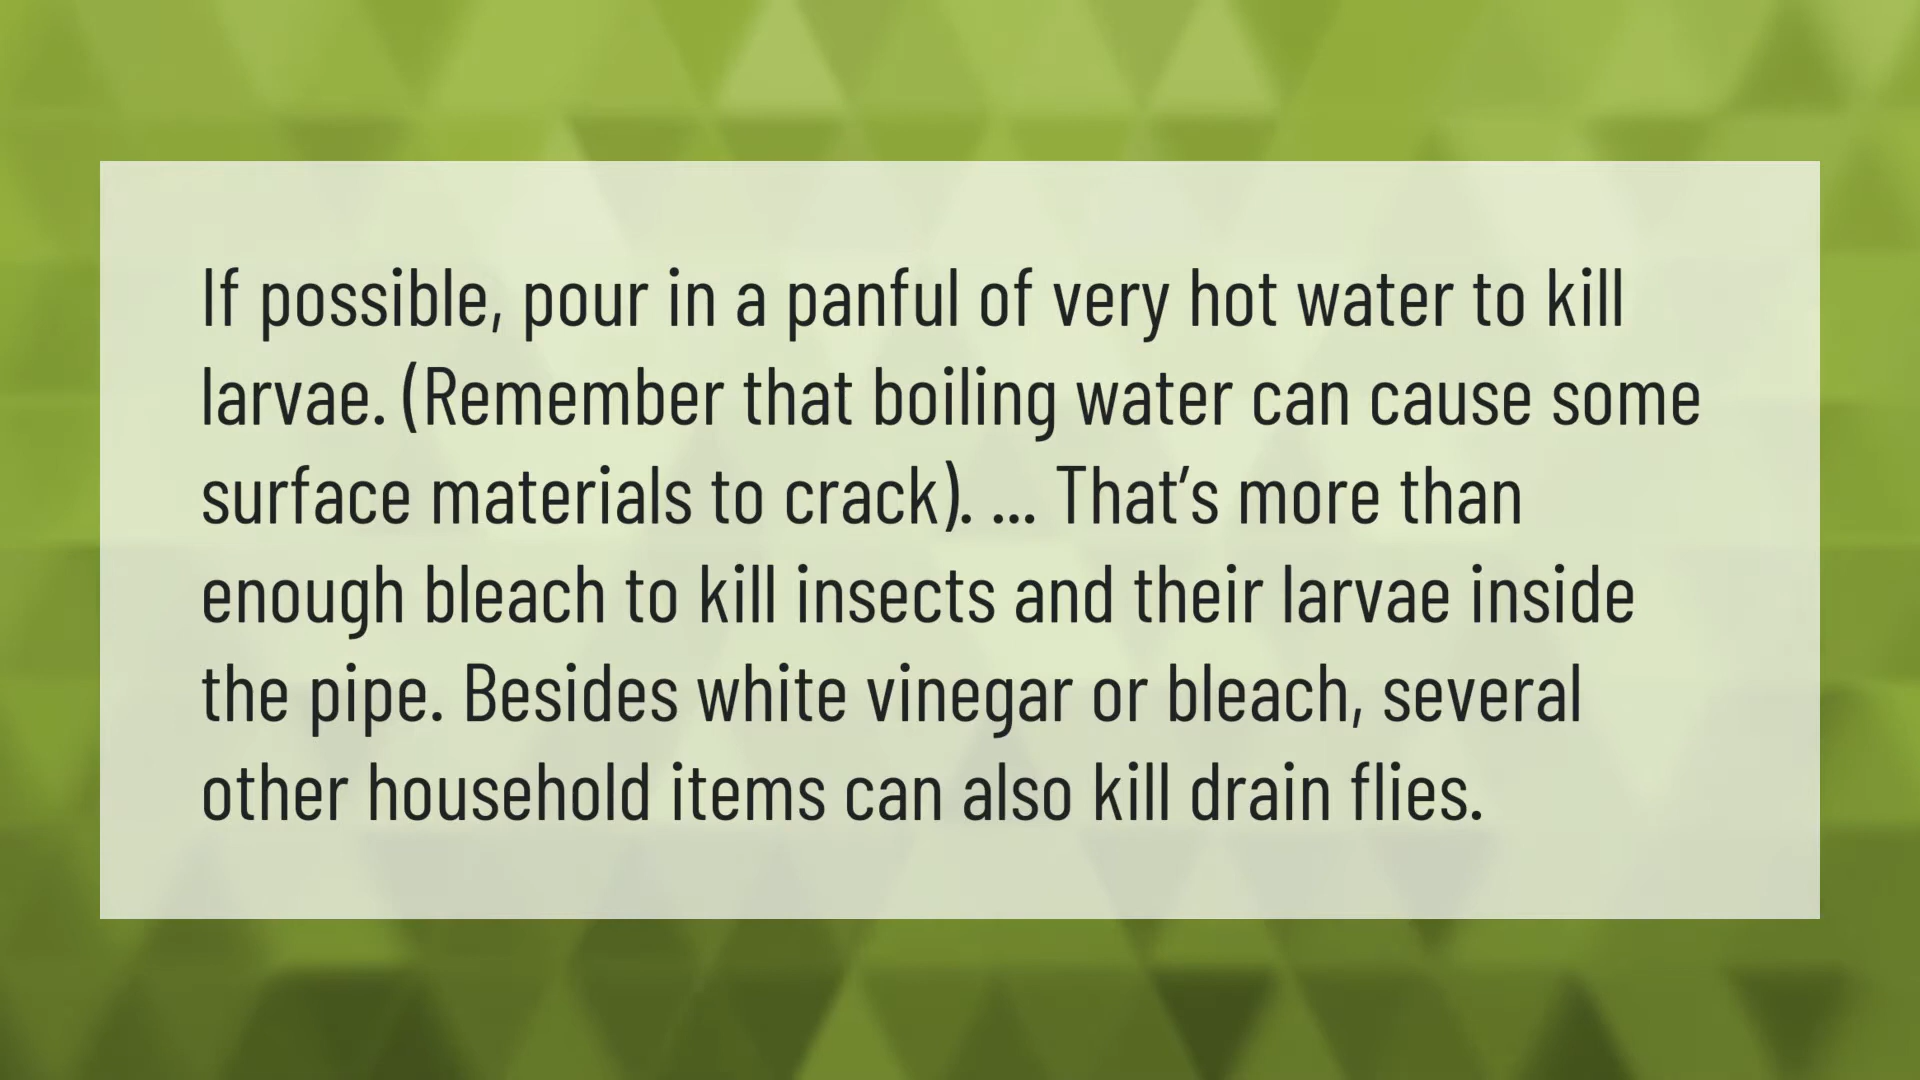 If possible, pour in a panful of very hot water to kill
larvae. (Remember that boiling water can cause some
surface materials to crack). ... That’s more than
enough bleach to kill insects and their larvae inside
the pipe. Besides white vinegar or bleach, several
other household items can also kill drain flies.